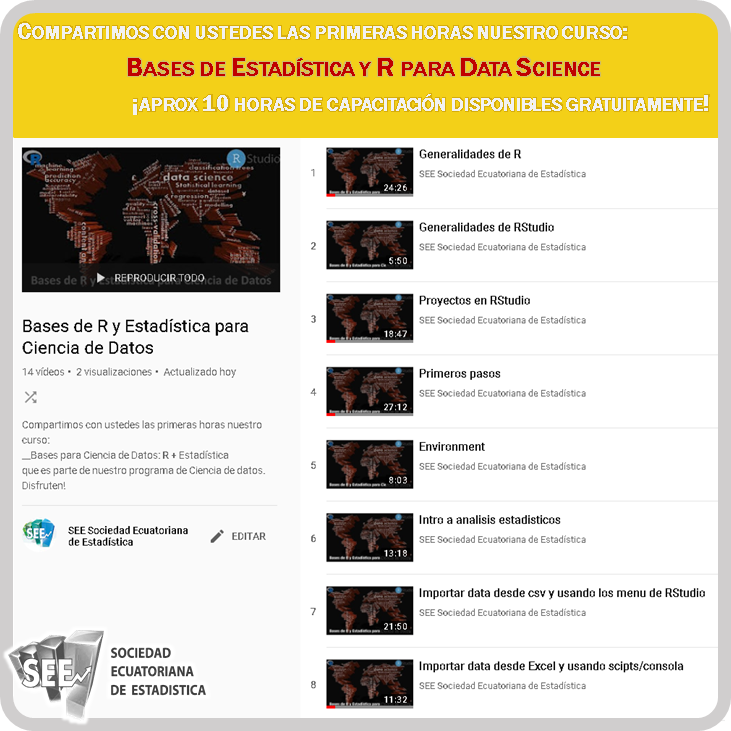 COMPARTIMOS CON USTEDES LAS PRIMERAS HORAS NUESTRO CURSO:
BASES DE ESTADÍSTICA Y R PARA DATA SCIENCE
¡APROX 10 HORAS DE CAPACITACIÓN DISPONIBLES GRATUITAMENTE!
R Studio
machine learning
prediction
accuracy
classification trees
data science
Statistical learning
regression
cross-validation
REPRODUCIR TODO
Bases de R y Estadística para Ciencia de Datos
Bases de R y Estadística para
Ciencia de Datos
14 vídeos • 2 visualizaciones • Actualizado hoy
Compartimos con ustedes las primeras horas nuestro
curso:
__Bases para Ciencia de Datos: R + Estadística
que es parte de nuestro programa de Ciencia de datos.
Disfruten!
SEE
SEE Sociedad Ecuatoriana
de Estadística
EDITAR
SEE
SOCIEDAD
ECUATORIANA
DE ESTADISTICA
1
24:26
Generalidades de R
SEE Sociedad Ecuatoriana de Estadística
2
5:50
Generalidades de RStudio
SEE Sociedad Ecuatoriana de Estadística
3
18:47
Proyectos en RStudio
SEE Sociedad Ecuatoriana de Estadística
4
27:12
Primeros pasos
SEE Sociedad Ecuatoriana de Estadística
5
8:03
Environment
SEE Sociedad Ecuatoriana de Estadística
6
13:18
Intro a analisis estadisticos
SEE Sociedad Ecuatoriana de Estadística
7
21:50
Importar data desde csv y usando los menu de RStudio
SEE Sociedad Ecuatoriana de Estadística
8
11:32
Importar data desde Excel y usando scipts/consola
SEE Sociedad Ecuatoriana de Estadística